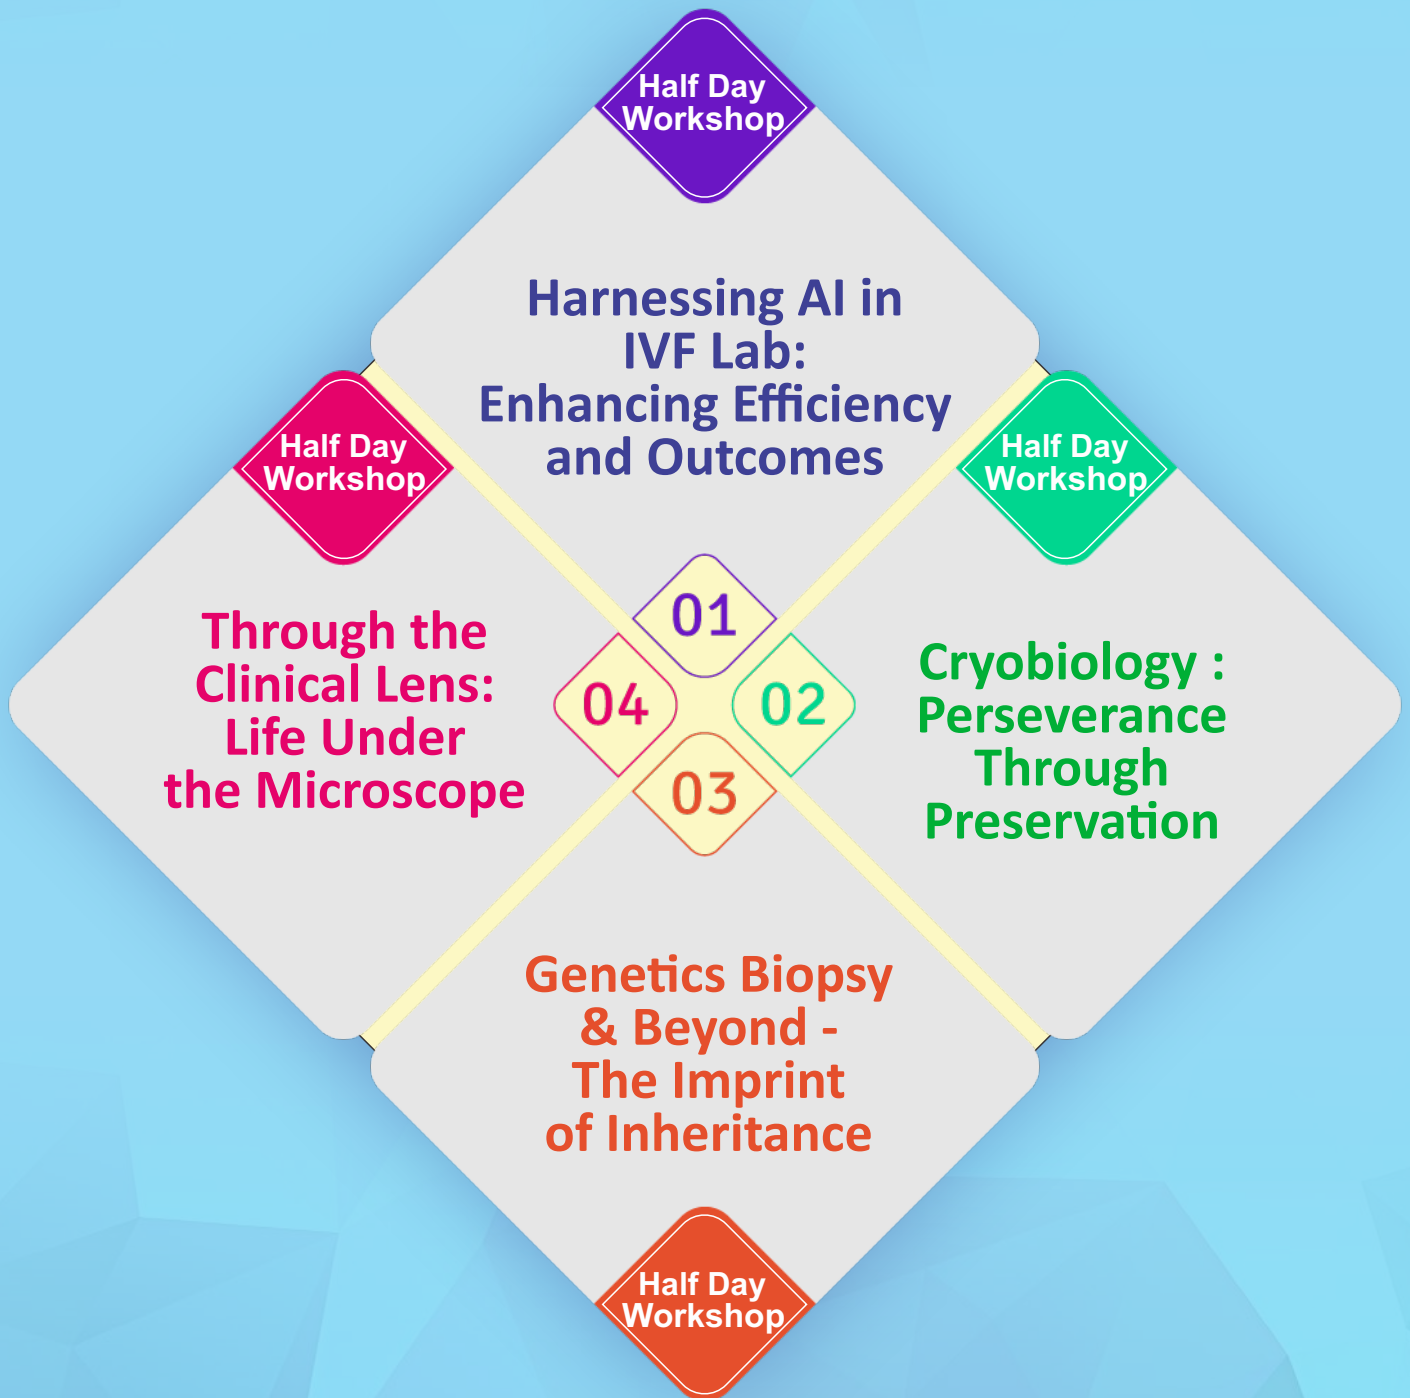 Half Day
Workshop
Harnessing AI in
IVF Lab:
Enhancing Efficiency
and Outcomes
01
Half Day
Workshop
Cryobiology :
Perseverance
Through
Preservation
02
Genetics Biopsy
& Beyond -
The Imprint
of Inheritance
03
Half Day
Workshop
Half Day
Workshop
Through the
Clinical Lens:
Life Under
the Microscope
04